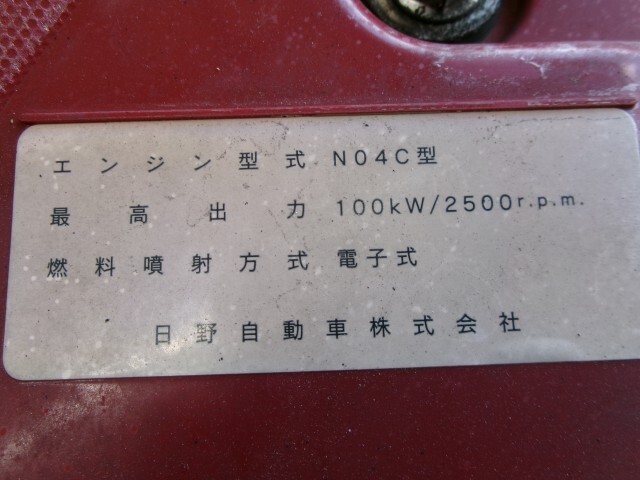 エンジン型式 N04C型
最高出力 100kW/2500r.p.m.
燃料噴射方式 電子式
日野自動車株式会社